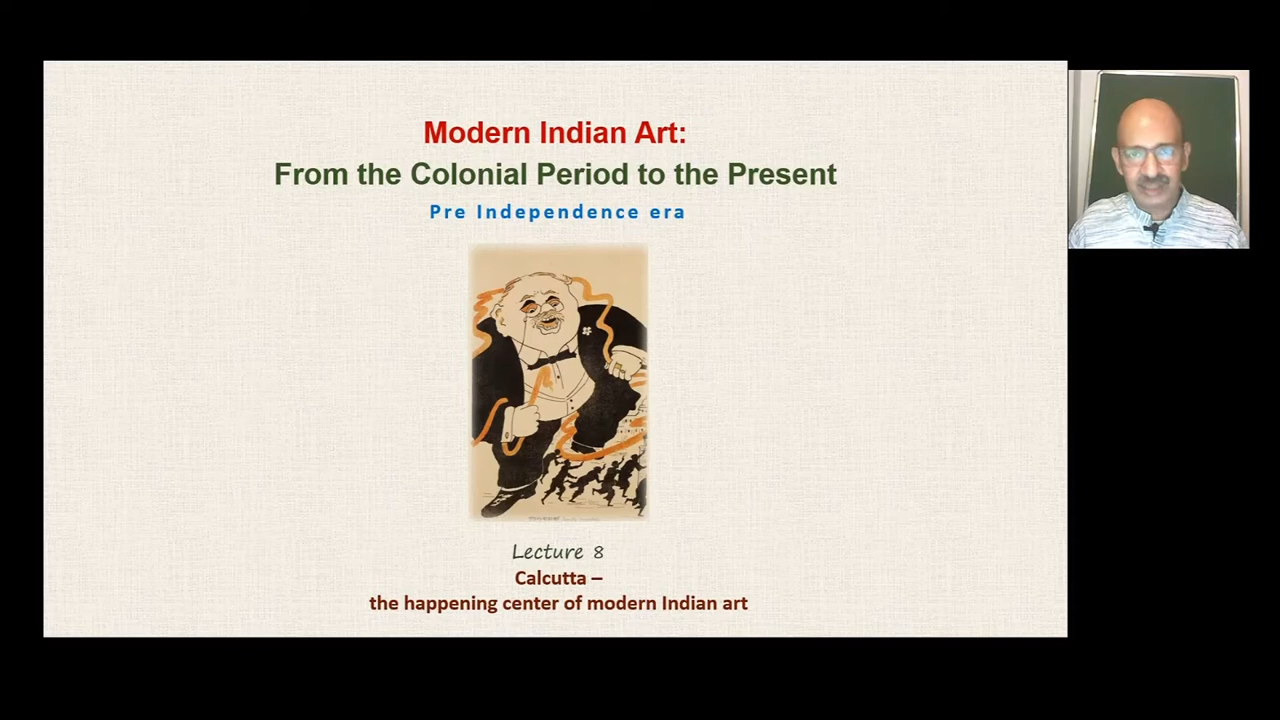 Modern Indian Art:
From the Colonial Period to the Present
Pre Independence era
Lecture 8
Calcutta –
the happening center of modern Indian art